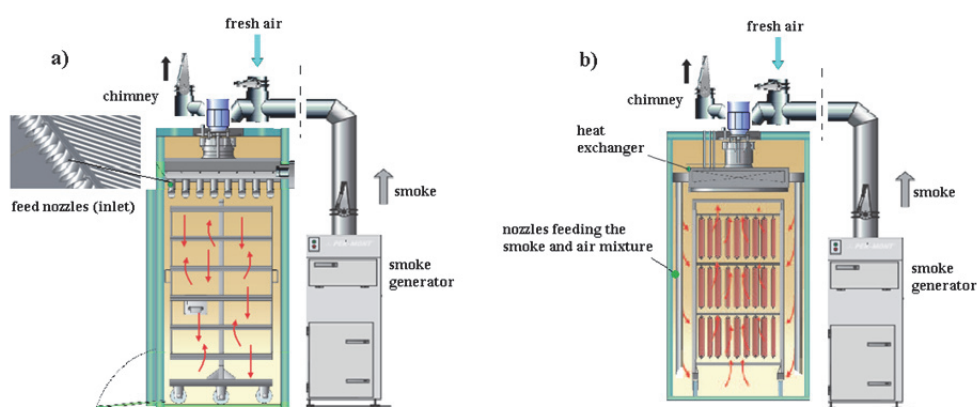 fresh air
a)
chimney
feed nozzles (inlet)
smoke
smoke
generator
fresh air
b)
chimney
heat
exchanger
nozzles feeding the
smoke and air mixture
smoke
smoke
generator